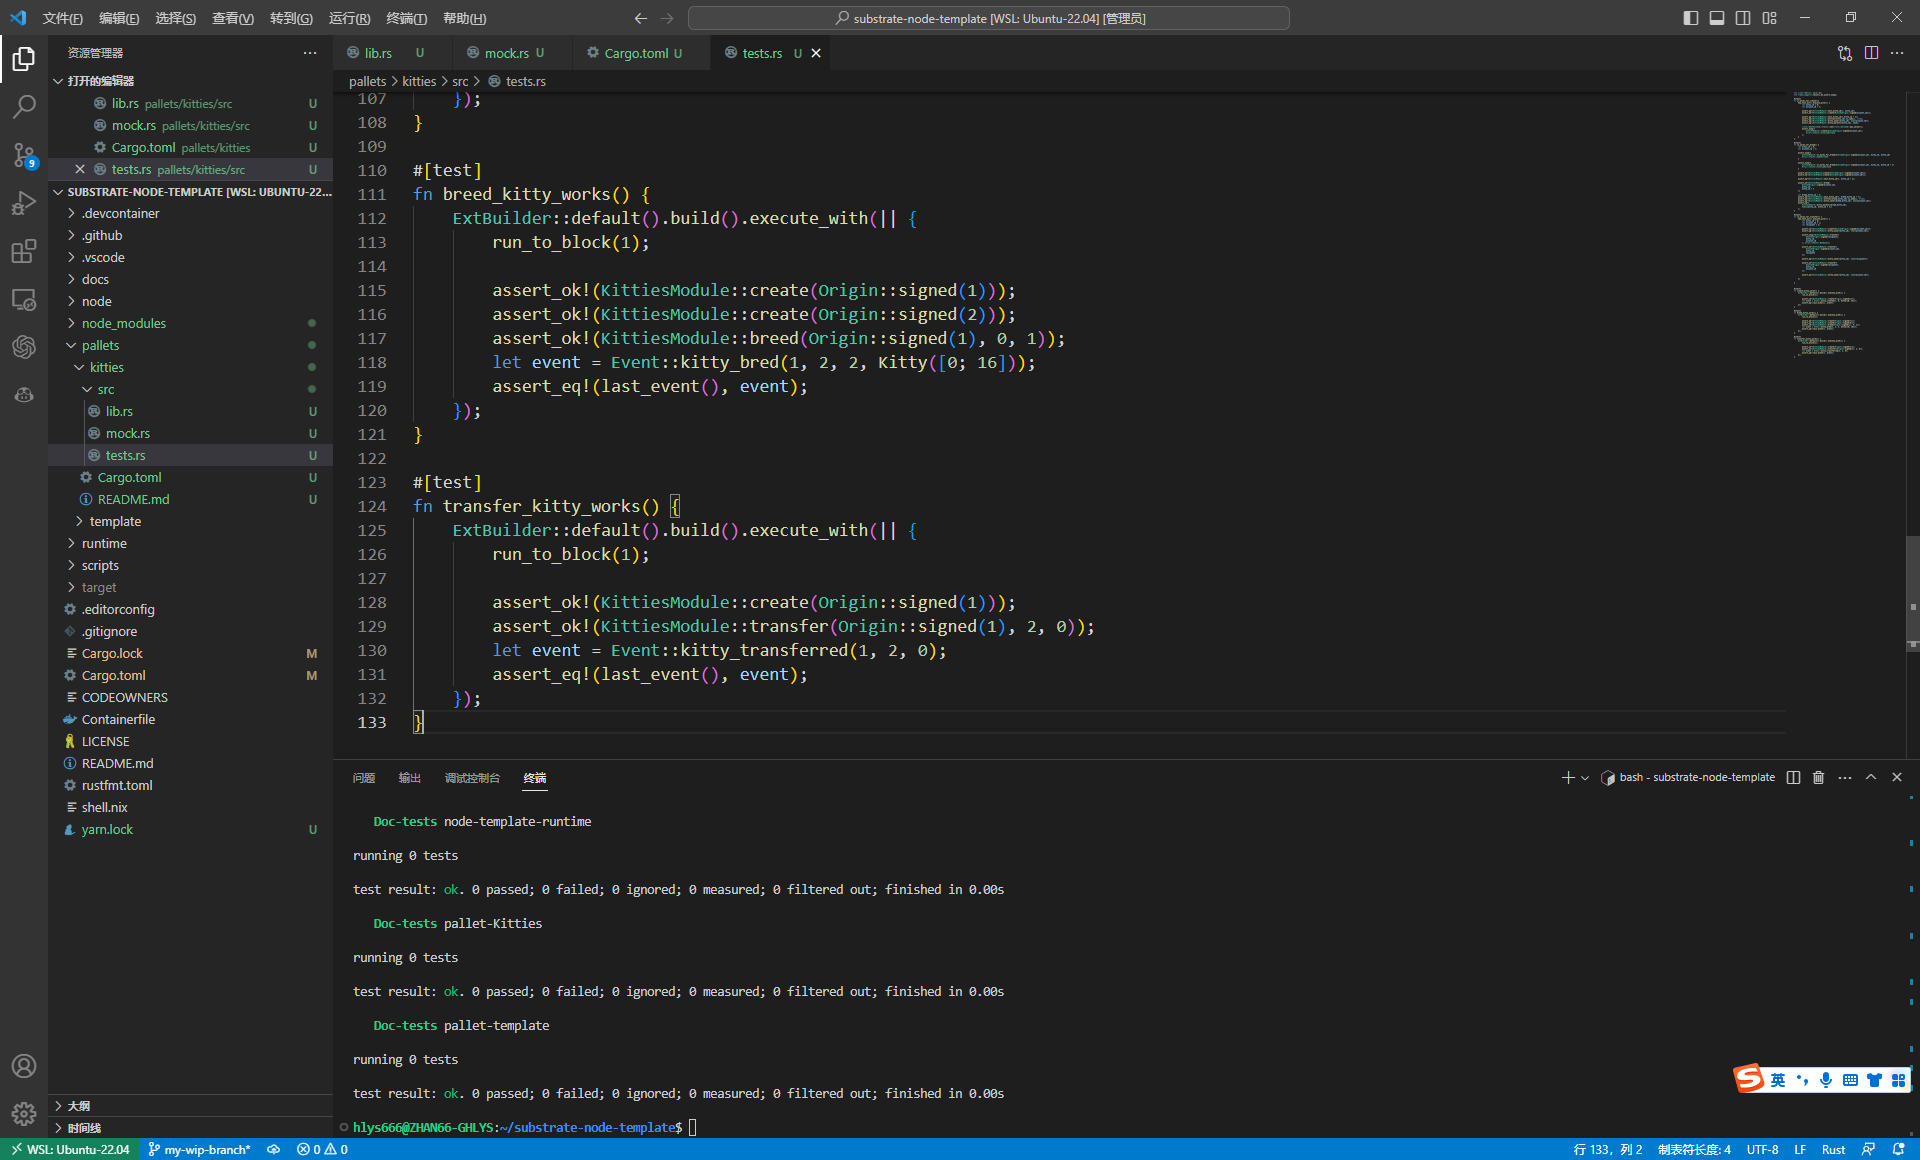 文件(F) 编辑(E) 选择(S) 查看(V) 转到(G) 运行(R) 终端(T) 帮助(H)
substrate-node-template [WSL: Ubuntu-22.04] [管理员]
资源管理器
打开的编辑器
lib.rs pallets/kitties/src U
mock.rs pallets/kitties/src U
Cargo.toml pallets/kitties U
tests.rs pallets/kitties/src U
SUBSTRATE-NODE-TEMPLATE [WSL: UBUNTU-22...
.devcontainer
.github
.vscode
docs
node
node_modules
pallets
kitties
src
lib.rs U
mock.rs U
tests.rs U
Cargo.toml U
README.md U
template
runtime
scripts
target
.editorconfig
.gitignore
Cargo.lock M
Cargo.toml M
CODEOWNERS
Containerfile
LICENSE
README.md
rustfmt.toml
shell.nix
yarn.lock U
大纲
时间线
9
lib.rs U mock.rs U Cargo.toml U tests.rs U
pallets > kitties > src > tests.rs
107 });
108 }
109
110 #[test]
111 fn breed_kitty_works() {
112 ExtBuilder::default().build().execute_with(|| {
113 run_to_block(1);
114
115 assert_ok!(KittiesModule::create(Origin::signed(1)));
116 assert_ok!(KittiesModule::create(Origin::signed(2)));
117 assert_ok!(KittiesModule::breed(Origin::signed(1), 0, 1));
118 let event = Event::kitty_bred(1, 2, 2, Kitty([0; 16]));
119 assert_eq!(last_event(), event);
120 });
121 }
122
123 #[test]
124 fn transfer_kitty_works() {
125 ExtBuilder::default().build().execute_with(|| {
126 run_to_block(1);
127
128 assert_ok!(KittiesModule::create(Origin::signed(1)));
129 assert_ok!(KittiesModule::transfer(Origin::signed(1), 2, 0));
130 let event = Event::kitty_transferred(1, 2, 0);
131 assert_eq!(last_event(), event);
132 });
133 }
问题 输出 调试控制台 终端
bash - substrate-node-template
Doc-tests node-template-runtime
running 0 tests
test result: ok. 0 passed; 0 failed; 0 ignored; 0 measured; 0 filtered out; finished in 0.00s
Doc-tests pallet-Kitties
running 0 tests
test result: ok. 0 passed; 0 failed; 0 ignored; 0 measured; 0 filtered out; finished in 0.00s
Doc-tests pallet-template
running 0 tests
test result: ok. 0 passed; 0 failed; 0 ignored; 0 measured; 0 filtered out; finished in 0.00s
hlys666@ZHAN66-GHLYS:~/substrate-node-template$
英
WSL: Ubuntu-22.04 my-wip-branch* 0 0
行 133，列 2 制表符长度: 4 UTF-8 LF Rust